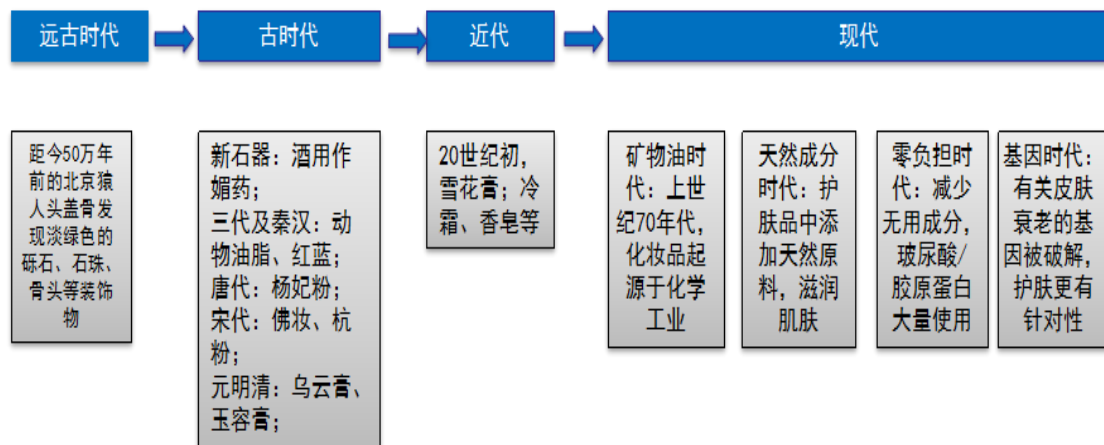 远古时代
古时代
近代
现代
距今50万年
前的北京猿
人头盖骨发
现淡绿色的
砾石、石珠、
骨头等装饰
物
新石器：酒用作
媚药；
三代及秦汉：动
物油脂、红蓝；
唐代：杨妃粉；
宋代：佛妆、杭
粉；
元明清：乌云膏、
玉容膏；
20世纪初，
雪花膏；冷
霜、香皂等
矿物油时
代：上世
纪70年代，
化妆品起
源于化学
工业
天然成分
时代：护
肤品中添
加天然原
料，滋润
肌肤
零负担时
代：减少
无用成分，
玻尿酸/
胶原蛋白
大量使用
基因时代：
有关皮肤
衰老的基
因被破解，
护肤更有
针对性